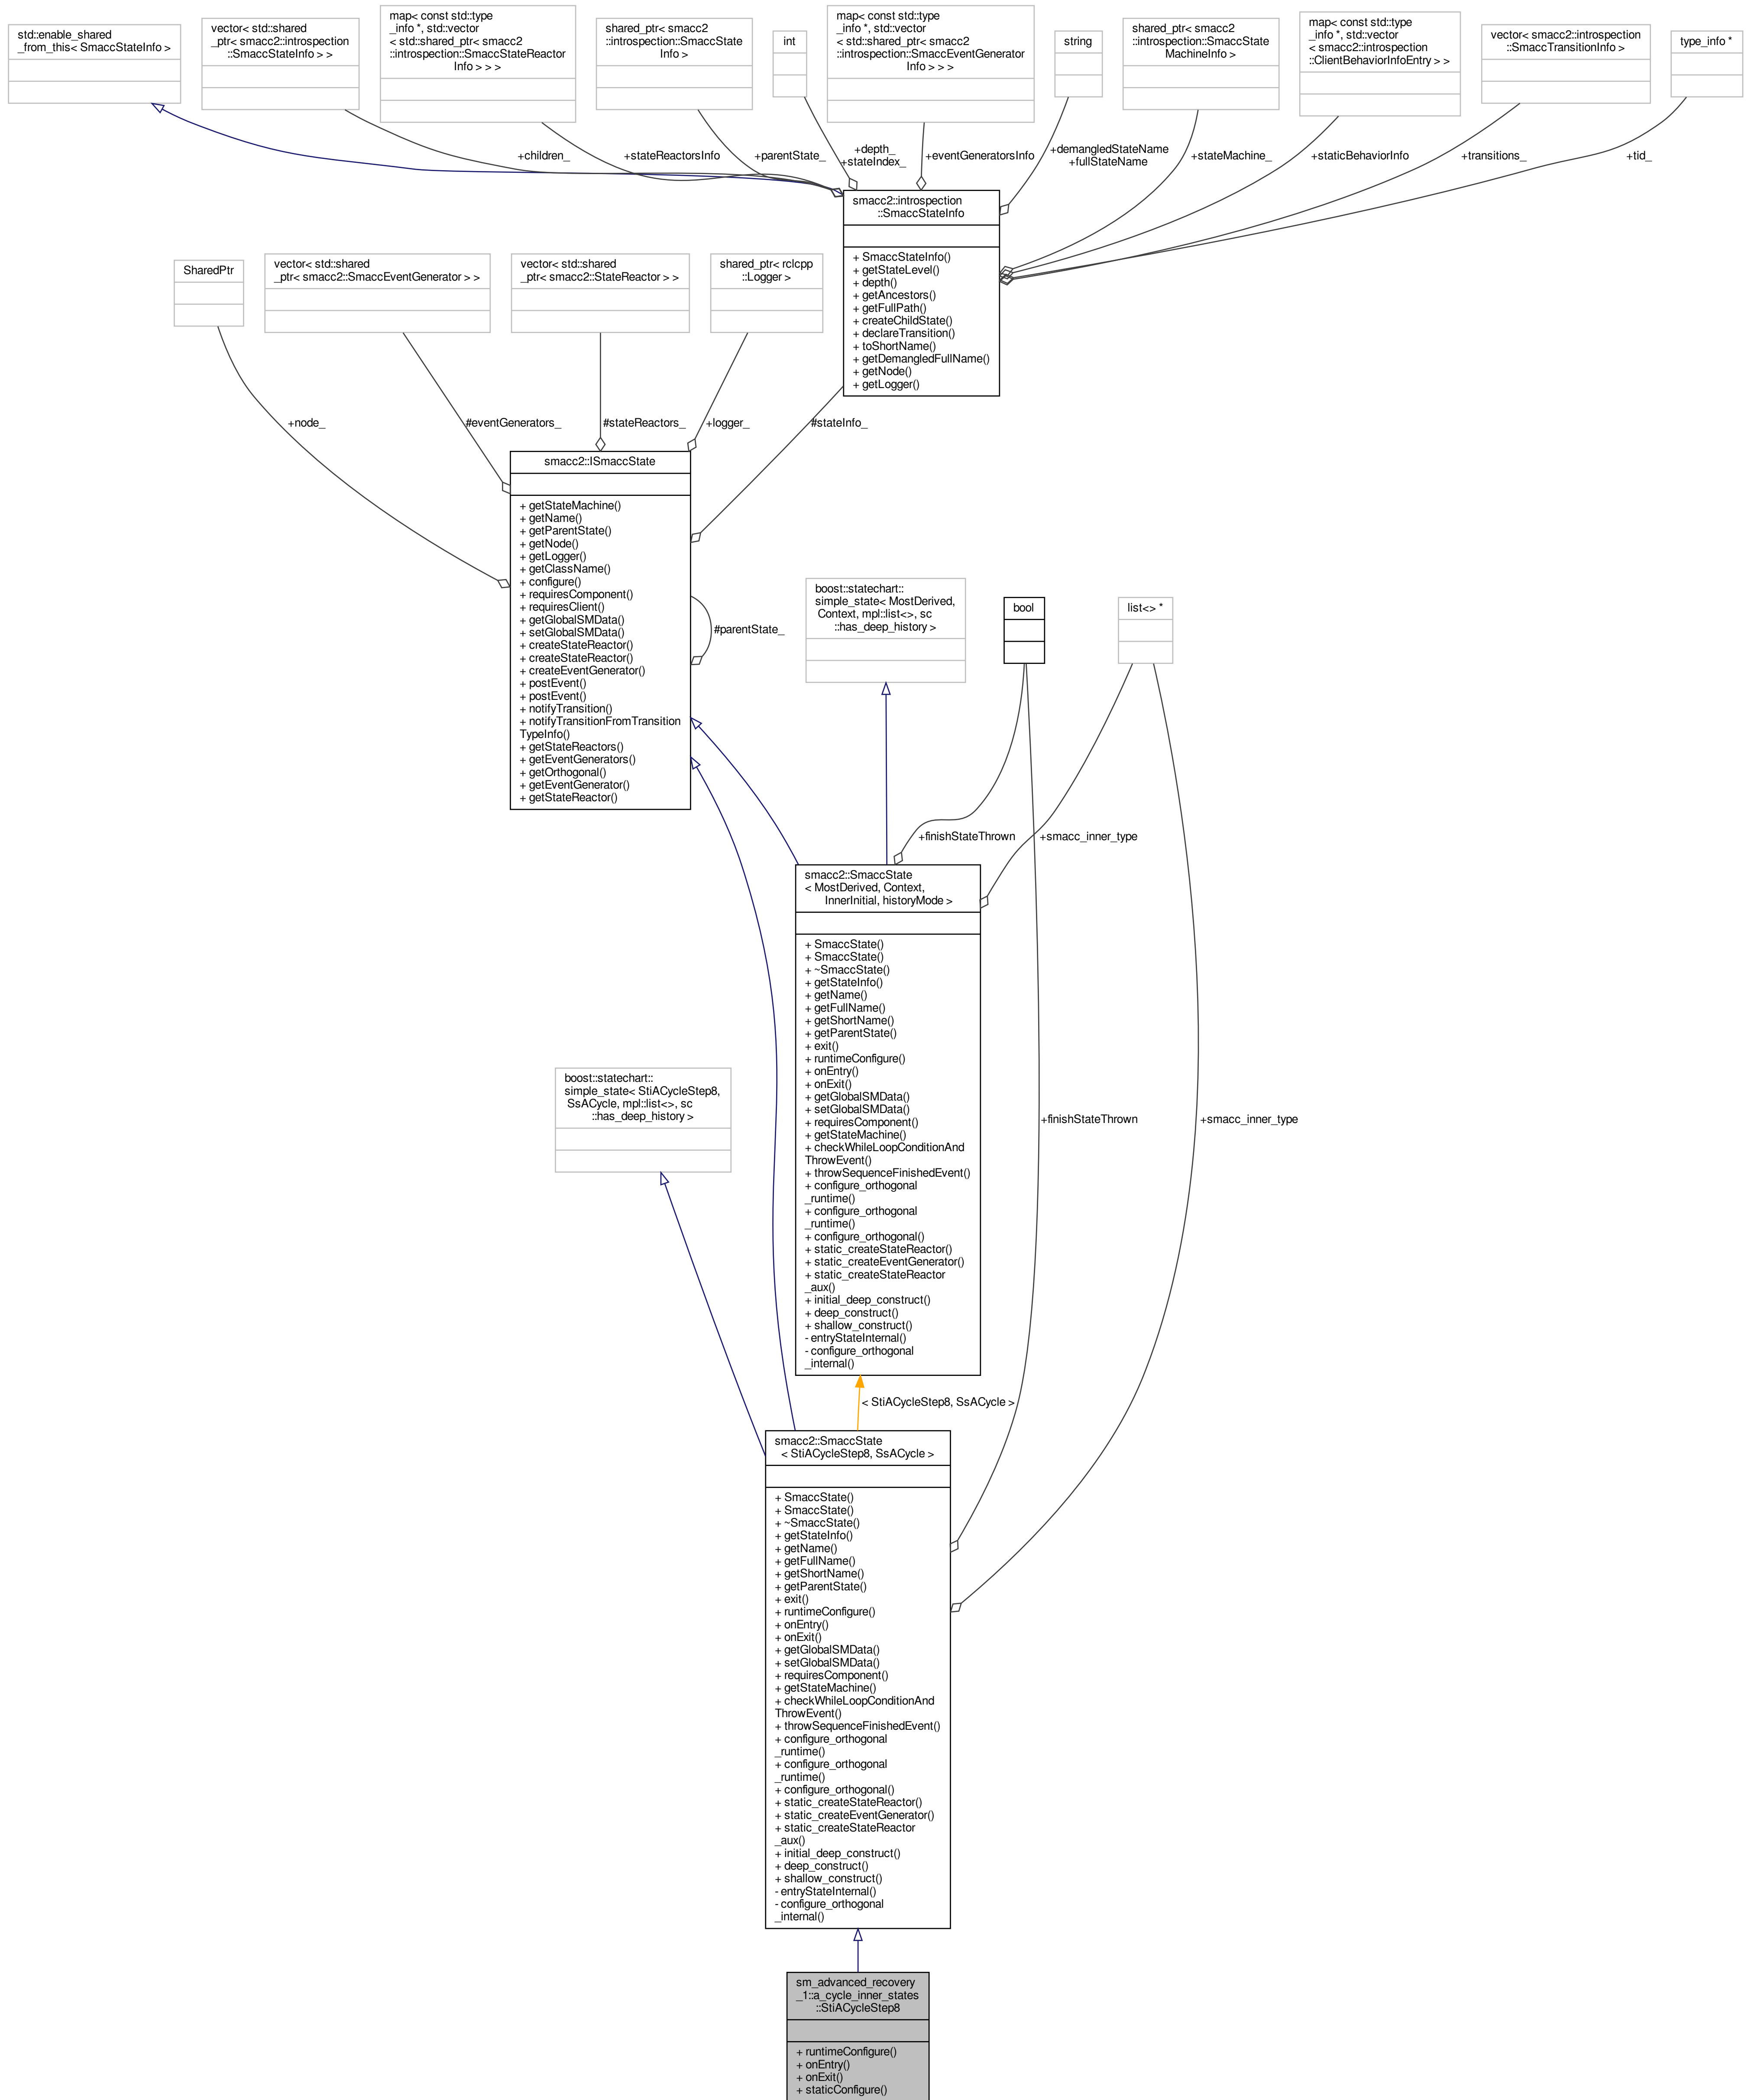 std::enable_shared
_from_this< SmaccStateInfo >
vector< std::shared
_ptr< smacc2::introspection
::SmaccStateInfo > >
map< const std::type
_info *, std::vector
< std::shared_ptr< smacc2
::introspection::SmaccStateReactor
Info > > >
shared_ptr< smacc2
::introspection::SmaccState
Info >
int
map< const std::type
_info *, std::vector
< std::shared_ptr< smacc2
::introspection::SmaccEventGenerator
Info > > >
string
shared_ptr< smacc2
::introspection::SmaccState
MachineInfo >
map< const std::type
_info *, std::vector
< smacc2::introspection
::ClientBehaviorInfoEntry > >
vector< smacc2::introspection
::SmaccTransitionInfo >
type_info *
+children_
+stateReactorsInfo
+parentState_
+depth_
+stateIndex_
+eventGeneratorsInfo
+demangledStateName
+fullStateName
+stateMachine_
+staticBehaviorInfo
+transitions_
+tid_
smacc2::introspection
::SmaccStateInfo
+ SmaccStateInfo()
+ getStateLevel()
+ depth()
+ getAncestors()
+ getFullPath()
+ createChildState()
+ declareTransition()
+ toShortName()
+ getDemangledFullName()
+ getNode()
+ getLogger()
SharedPtr
vector< std::shared
_ptr< smacc2::SmaccEventGenerator > >
vector< std::shared
_ptr< smacc2::StateReactor > >
shared_ptr< rclcpp
::Logger >
+node_
#eventGenerators_
#stateReactors_
+logger_
#stateInfo_
smacc2::ISmaccState
+ getStateMachine()
+ getName()
+ getParentState()
+ getNode()
+ getLogger()
+ getClassName()
+ configure()
+ requiresComponent()
+ requiresClient()
+ getGlobalSMData()
+ setGlobalSMData()
+ createStateReactor()
+ createStateReactor()
+ createEventGenerator()
+ postEvent()
+ postEvent()
+ notifyTransition()
+ notifyTransitionFromTransition
TypeInfo()
+ getStateReactors()
+ getEventGenerators()
+ getOrthogonal()
+ getEventGenerator()
+ getStateReactor()
#parentState_
boost::statechart::
simple_state< MostDerived,
Context, mpl::list<>, sc
::has_deep_history >
bool
list<> *
+finishStateThrown
+smacc_inner_type
smacc2::SmaccState
< MostDerived, Context,
InnerInitial, historyMode >
+ SmaccState()
+ SmaccState()
+ ~SmaccState()
+ getStateInfo()
+ getName()
+ getFullName()
+ getShortName()
+ getParentState()
+ exit()
+ runtimeConfigure()
+ onEntry()
+ onExit()
+ getGlobalSMData()
+ setGlobalSMData()
+ requiresComponent()
+ getStateMachine()
+ checkWhileLoopConditionAnd
ThrowEvent()
+ throwSequenceFinishedEvent()
+ configure_orthogonal
_runtime()
+ configure_orthogonal
_runtime()
+ configure_orthogonal()
+ static_createStateReactor()
+ static_createEventGenerator()
+ static_createStateReactor
_aux()
+ initial_deep_construct()
+ deep_construct()
+ shallow_construct()
- entryStateInternal()
- configure_orthogonal
_internal()
boost::statechart::
simple_state< StiACycleStep8,
SsACycle, mpl::list<>, sc
::has_deep_history >
+finishStateThrown
+smacc_inner_type
< StiACycleStep8, SsACycle >
smacc2::SmaccState
< StiACycleStep8, SsACycle >
+ SmaccState()
+ SmaccState()
+ ~SmaccState()
+ getStateInfo()
+ getName()
+ getFullName()
+ getShortName()
+ getParentState()
+ exit()
+ runtimeConfigure()
+ onEntry()
+ onExit()
+ getGlobalSMData()
+ setGlobalSMData()
+ requiresComponent()
+ getStateMachine()
+ checkWhileLoopConditionAnd
ThrowEvent()
+ throwSequenceFinishedEvent()
+ configure_orthogonal
_runtime()
+ configure_orthogonal
_runtime()
+ configure_orthogonal()
+ static_createStateReactor()
+ static_createEventGenerator()
+ static_createStateReactor
_aux()
+ initial_deep_construct()
+ deep_construct()
+ shallow_construct()
- entryStateInternal()
- configure_orthogonal
_internal()
sm_advanced_recovery
_1::a_cycle_inner_states
::StiACycleStep8
+ runtimeConfigure()
+ onEntry()
+ onExit()
+ staticConfigure()